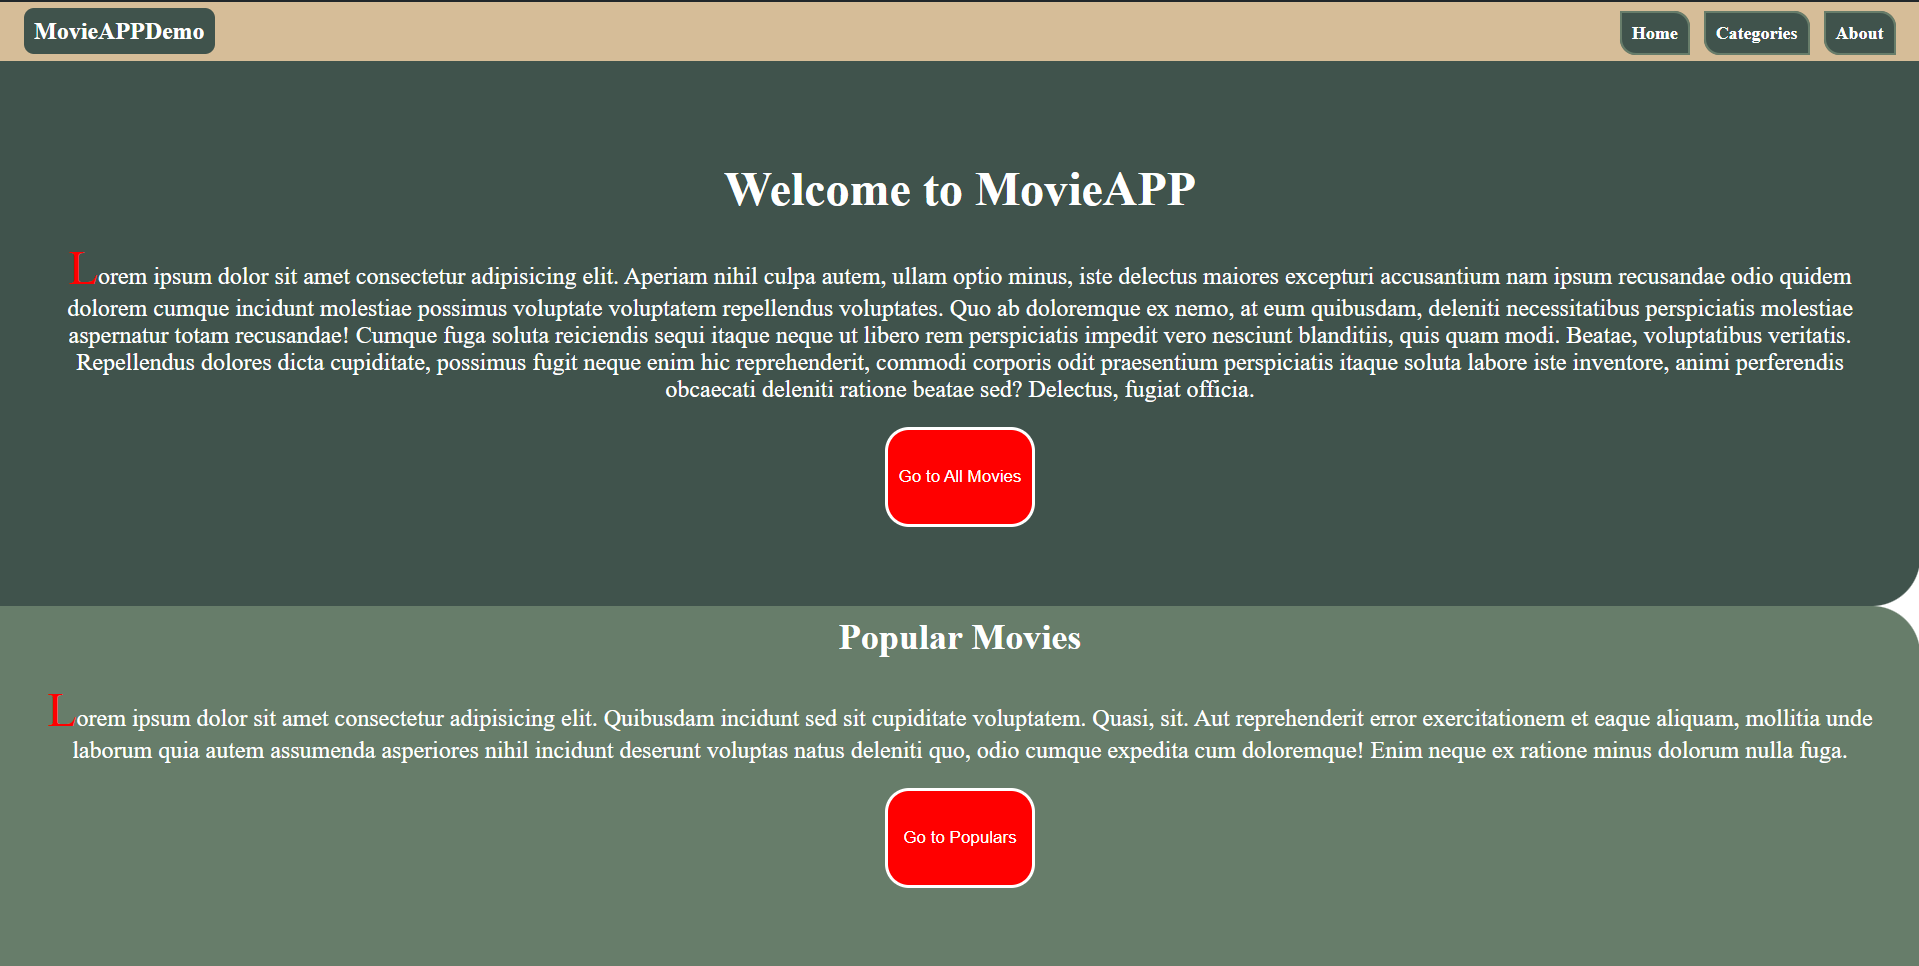 MovieAPPDemo
Home
Categories
About
Welcome to MovieAPP
Lorem ipsum dolor sit amet consectetur adipisicing elit. Aperiam nihil culpa autem, ullam optio minus, iste delectus maiores excepturi accusantium nam ipsum recusandae odio quidem
dolorem cumque incidunt molestiae possimus voluptate voluptatem repellendus voluptates. Quo ab doloremque ex nemo, at eum quibusdam, deleniti necessitatibus perspiciatis molestiae
aspernatur totam recusandae! Cumque fuga soluta reiciendis sequi itaque neque ut libero rem perspiciatis impedit vero nesciunt blanditiis, quis quam modi. Beatae, voluptatibus veritatis.
Repellendus dolores dicta cupiditate, possimus fugit neque enim hic reprehenderit, commodi corporis odit praesentium perspiciatis itaque soluta labore iste inventore, animi perferendis
obcaecati deleniti ratione beatae sed? Delectus, fugiat officia.
Go to All Movies
Popular Movies
Lorem ipsum dolor sit amet consectetur adipisicing elit. Quibusdam incidunt sed sit cupiditate voluptatem. Quasi, sit. Aut reprehenderit error exercitationem et eaque aliquam, mollitia unde
laborum quia autem assumenda asperiores nihil incidunt deserunt voluptas natus deleniti quo, odio cumque expedita cum doloremque! Enim neque ex ratione minus dolorum nulla fuga.
Go to Populars